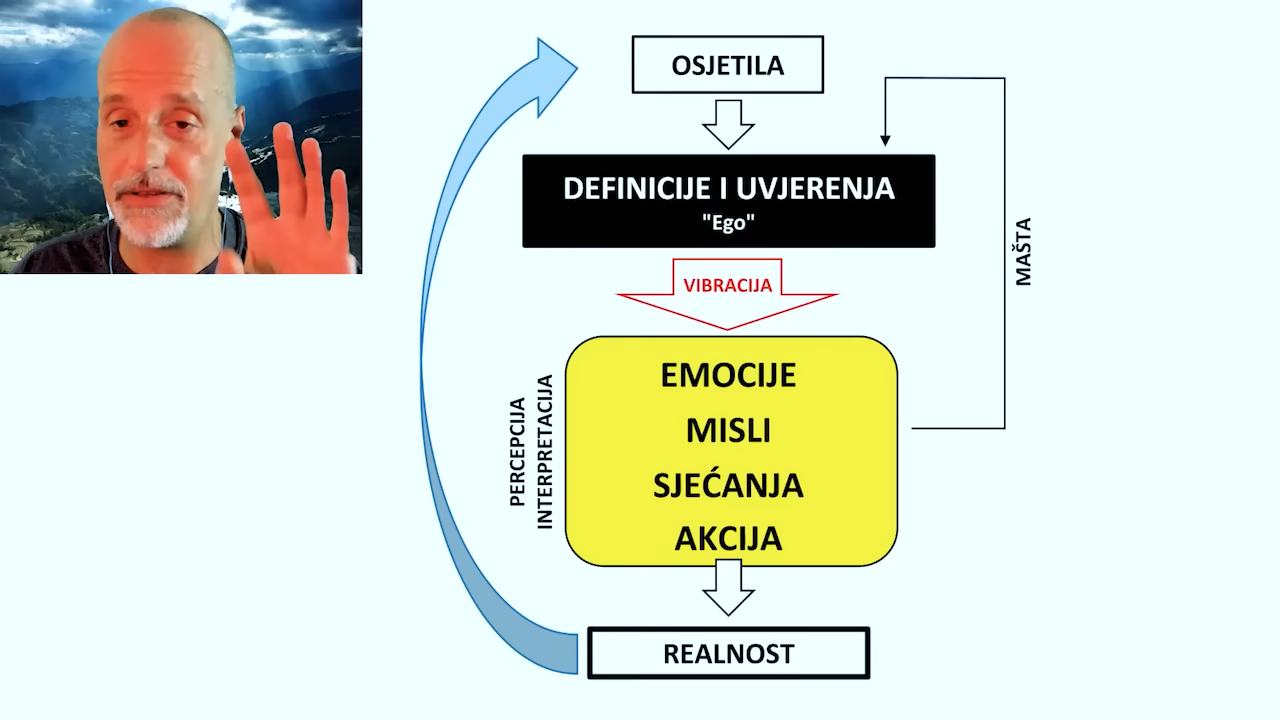 OSJETILA
DEFINICIJE I UVJERENJA
"Ego"
VIBRACIJA
MAŠTA
PERCEPCIJA
INTERPRETACIJA
EMOCIJE
MISLI
SJEĆANJA
AKCIJA
REALNOST